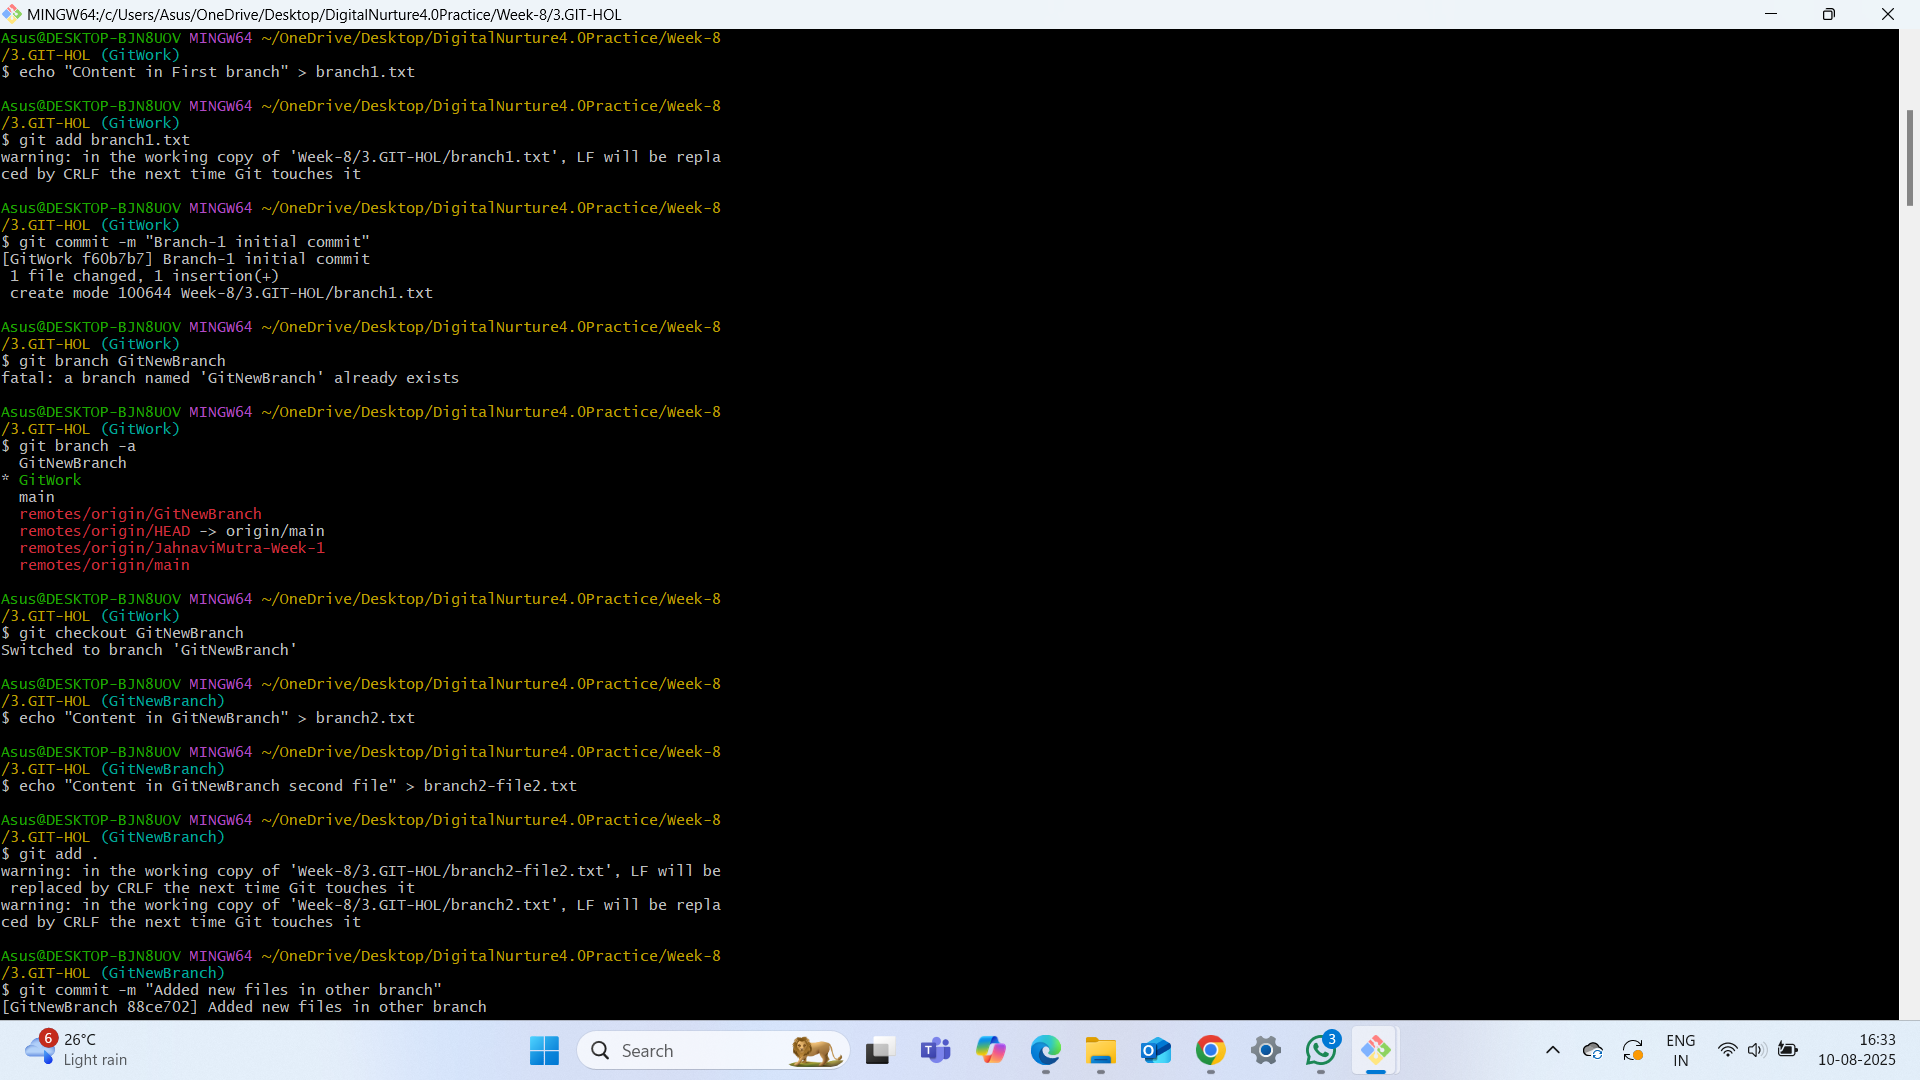 MINGW64:/c/Users/Asus/OneDrive/Desktop/DigitalNurture4.0Practice/Week-8/3.GIT-HOL
Asus@DESKTOP-BJN8UOV MINGW64 ~/OneDrive/Desktop/DigitalNurture4.0Practice/Week-8
/3.GIT-HOL (GitWork)
$ echo "COntent in First branch" > branch1.txt
Asus@DESKTOP-BJN8UOV MINGW64 ~/OneDrive/Desktop/DigitalNurture4.0Practice/Week-8
/3.GIT-HOL (GitWork)
$ git add branch1.txt
warning: in the working copy of 'Week-8/3.GIT-HOL/branch1.txt', LF will be repla
ced by CRLF the next time Git touches it
Asus@DESKTOP-BJN8UOV MINGW64 ~/OneDrive/Desktop/DigitalNurture4.0Practice/Week-8
/3.GIT-HOL (GitWork)
$ git commit -m "Branch-1 initial commit"
[GitWork f60b7b7] Branch-1 initial commit
 1 file changed, 1 insertion(+)
 create mode 100644 Week-8/3.GIT-HOL/branch1.txt
Asus@DESKTOP-BJN8UOV MINGW64 ~/OneDrive/Desktop/DigitalNurture4.0Practice/Week-8
/3.GIT-HOL (GitWork)
$ git branch GitNewBranch
fatal: a branch named 'GitNewBranch' already exists
Asus@DESKTOP-BJN8UOV MINGW64 ~/OneDrive/Desktop/DigitalNurture4.0Practice/Week-8
/3.GIT-HOL (GitWork)
$ git branch -a
  GitNewBranch
* GitWork
  main
  remotes/origin/GitNewBranch
  remotes/origin/HEAD -> origin/main
  remotes/origin/JahnaviMutra-Week-1
  remotes/origin/main
Asus@DESKTOP-BJN8UOV MINGW64 ~/OneDrive/Desktop/DigitalNurture4.0Practice/Week-8
/3.GIT-HOL (GitWork)
$ git checkout GitNewBranch
Switched to branch 'GitNewBranch'
Asus@DESKTOP-BJN8UOV MINGW64 ~/OneDrive/Desktop/DigitalNurture4.0Practice/Week-8
/3.GIT-HOL (GitNewBranch)
$ echo "Content in GitNewBranch" > branch2.txt
Asus@DESKTOP-BJN8UOV MINGW64 ~/OneDrive/Desktop/DigitalNurture4.0Practice/Week-8
/3.GIT-HOL (GitNewBranch)
$ echo "Content in GitNewBranch second file" > branch2-file2.txt
Asus@DESKTOP-BJN8UOV MINGW64 ~/OneDrive/Desktop/DigitalNurture4.0Practice/Week-8
/3.GIT-HOL (GitNewBranch)
$ git add .
warning: in the working copy of 'Week-8/3.GIT-HOL/branch2-file2.txt', LF will be
 replaced by CRLF the next time Git touches it
warning: in the working copy of 'Week-8/3.GIT-HOL/branch2.txt', LF will be repla
ced by CRLF the next time Git touches it
Asus@DESKTOP-BJN8UOV MINGW64 ~/OneDrive/Desktop/DigitalNurture4.0Practice/Week-8
/3.GIT-HOL (GitNewBranch)
$ git commit -m "Added new files in other branch"
[GitNewBranch 88ce702] Added new files in other branch
6
26°C
Light rain
Search
3
ENG
IN
16:33
10-08-2025